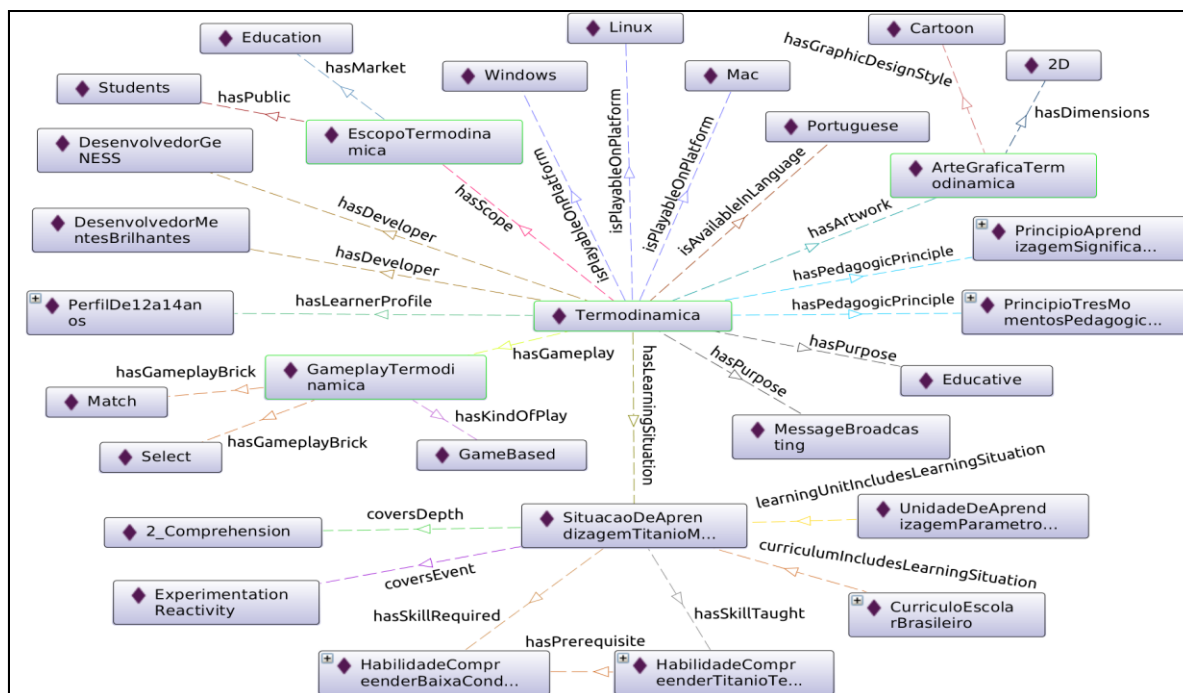 Education
hasMarket
Students
hasPublic
EscopoTermodina
mica
Linux
Windows
Mac
Portuguese
isPlayableOnPlatform
isPlayableOnPlatform
isPlayableOnPlatform
isAvailableInLanguage
Cartoon
hasGraphicDesignStyle
2D
hasDimensions
ArteGraficaTerm
odinamica
hasArtwork
DesenvolvedorGe
NESS
hasDeveloper
hasScope
DesenvolvedorMe
ntesBrilhantes
hasDeveloper
PrincipioAprend
izagemSignifica...
hasPedagogicPrinciple
PerfilDe12a14an
os
hasLearnerProfile
Termodinamica
hasPedagogicPrinciple
PrincipioTresMo
mentosPedagogic...
hasGameplay
hasLearningSituation
hasPurpose
hasPurpose
Educative
MessageBroadcas
ting
GameplayTermodi
namica
hasGameplayBrick
Match
hasGameplayBrick
Select
hasKindOfPlay
GameBased
learningUnitIncludesLearningSituation
UnidadeDeAprend
izagemParametro...
SituacaoDeApren
dizagemTitanioM...
coversDepth
2_Comprehension
coversEvent
Experimentation
Reactivity
curriculumIncludesLearningSituation
CurriculoEscola
rBrasileiro
hasSkillRequired
hasSkillTaught
hasPrerequisite
HabilidadeCompr
eenderBaixaCond...
HabilidadeCompr
eenderTitanioTe...